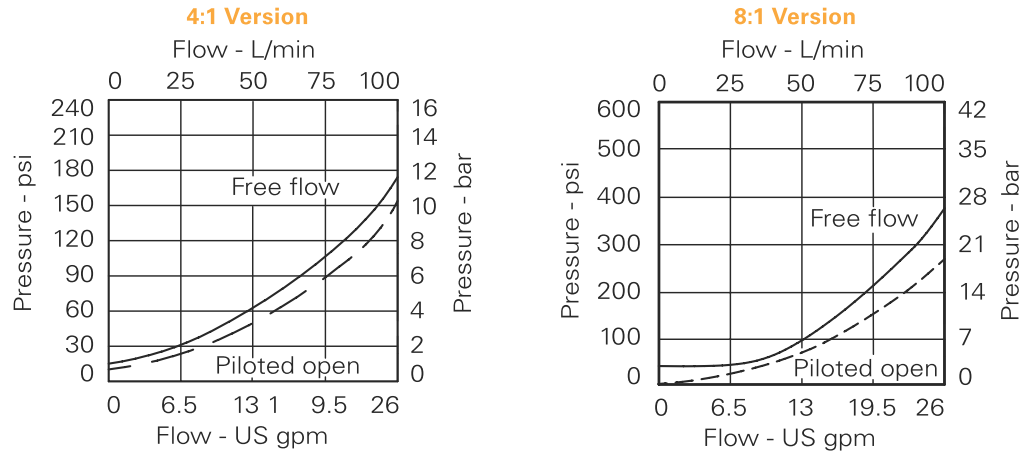 4:1 Version
Flow - L/min
0 25 50 75 100
240 16
210 14
180 12
150 10
120 8
90 6
60 4
30 2
0 0
Pressure - psi
Pressure - bar
Free flow
Piloted open
0 6.5 13 1 9.5 26
Flow - US gpm
8:1 Version
Flow - L/min
0 25 50 75 100
600 42
500 35
400 28
300 21
200 14
100 7
0 0
Pressure - psi
Pressure - bar
Free flow
Piloted open
0 6.5 13 19.5 26
Flow - US gpm